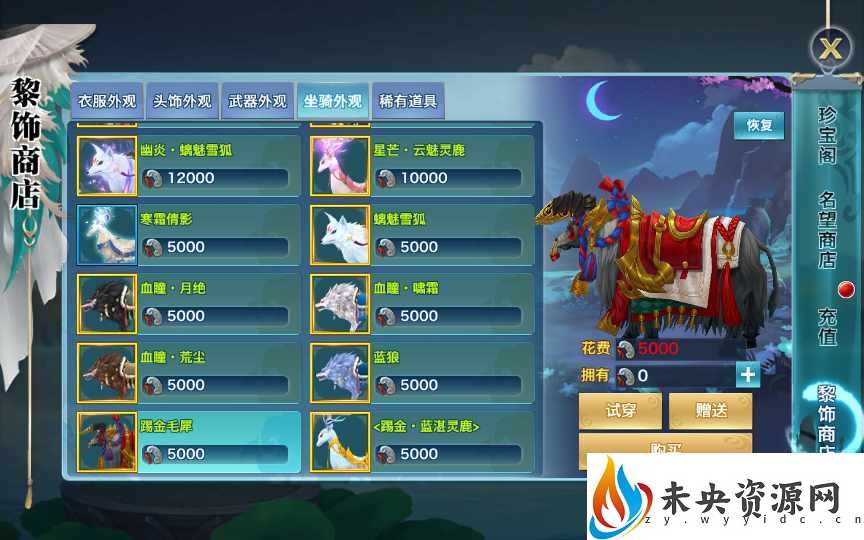 黎饰商店
衣服外观 头饰外观 武器外观 坐骑外观 稀有道具
幽炎·螭魅雪狐
12000
星芒·云魅灵鹿
10000
寒霜倩影
5000
螭魅雪狐
5000
血瞳·月绝
5000
血瞳·啸霜
5000
血瞳·荒尘
5000
蓝狼
5000
踢金毛犀
5000
<踢金·蓝湛灵鹿>
5000
恢复
花费 5000
拥有 0
试穿 赠送
购买
X
珍宝阁
名望商店
充值
黎饰商店
未央资源网
zy.wyyidc.cn